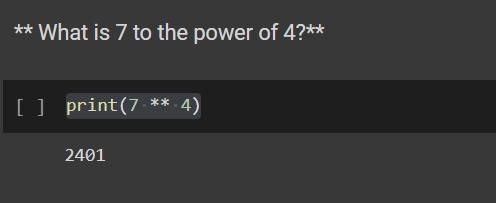 ** What is 7 to the power of 4?**
[ ] print(7 ** 4)
2401